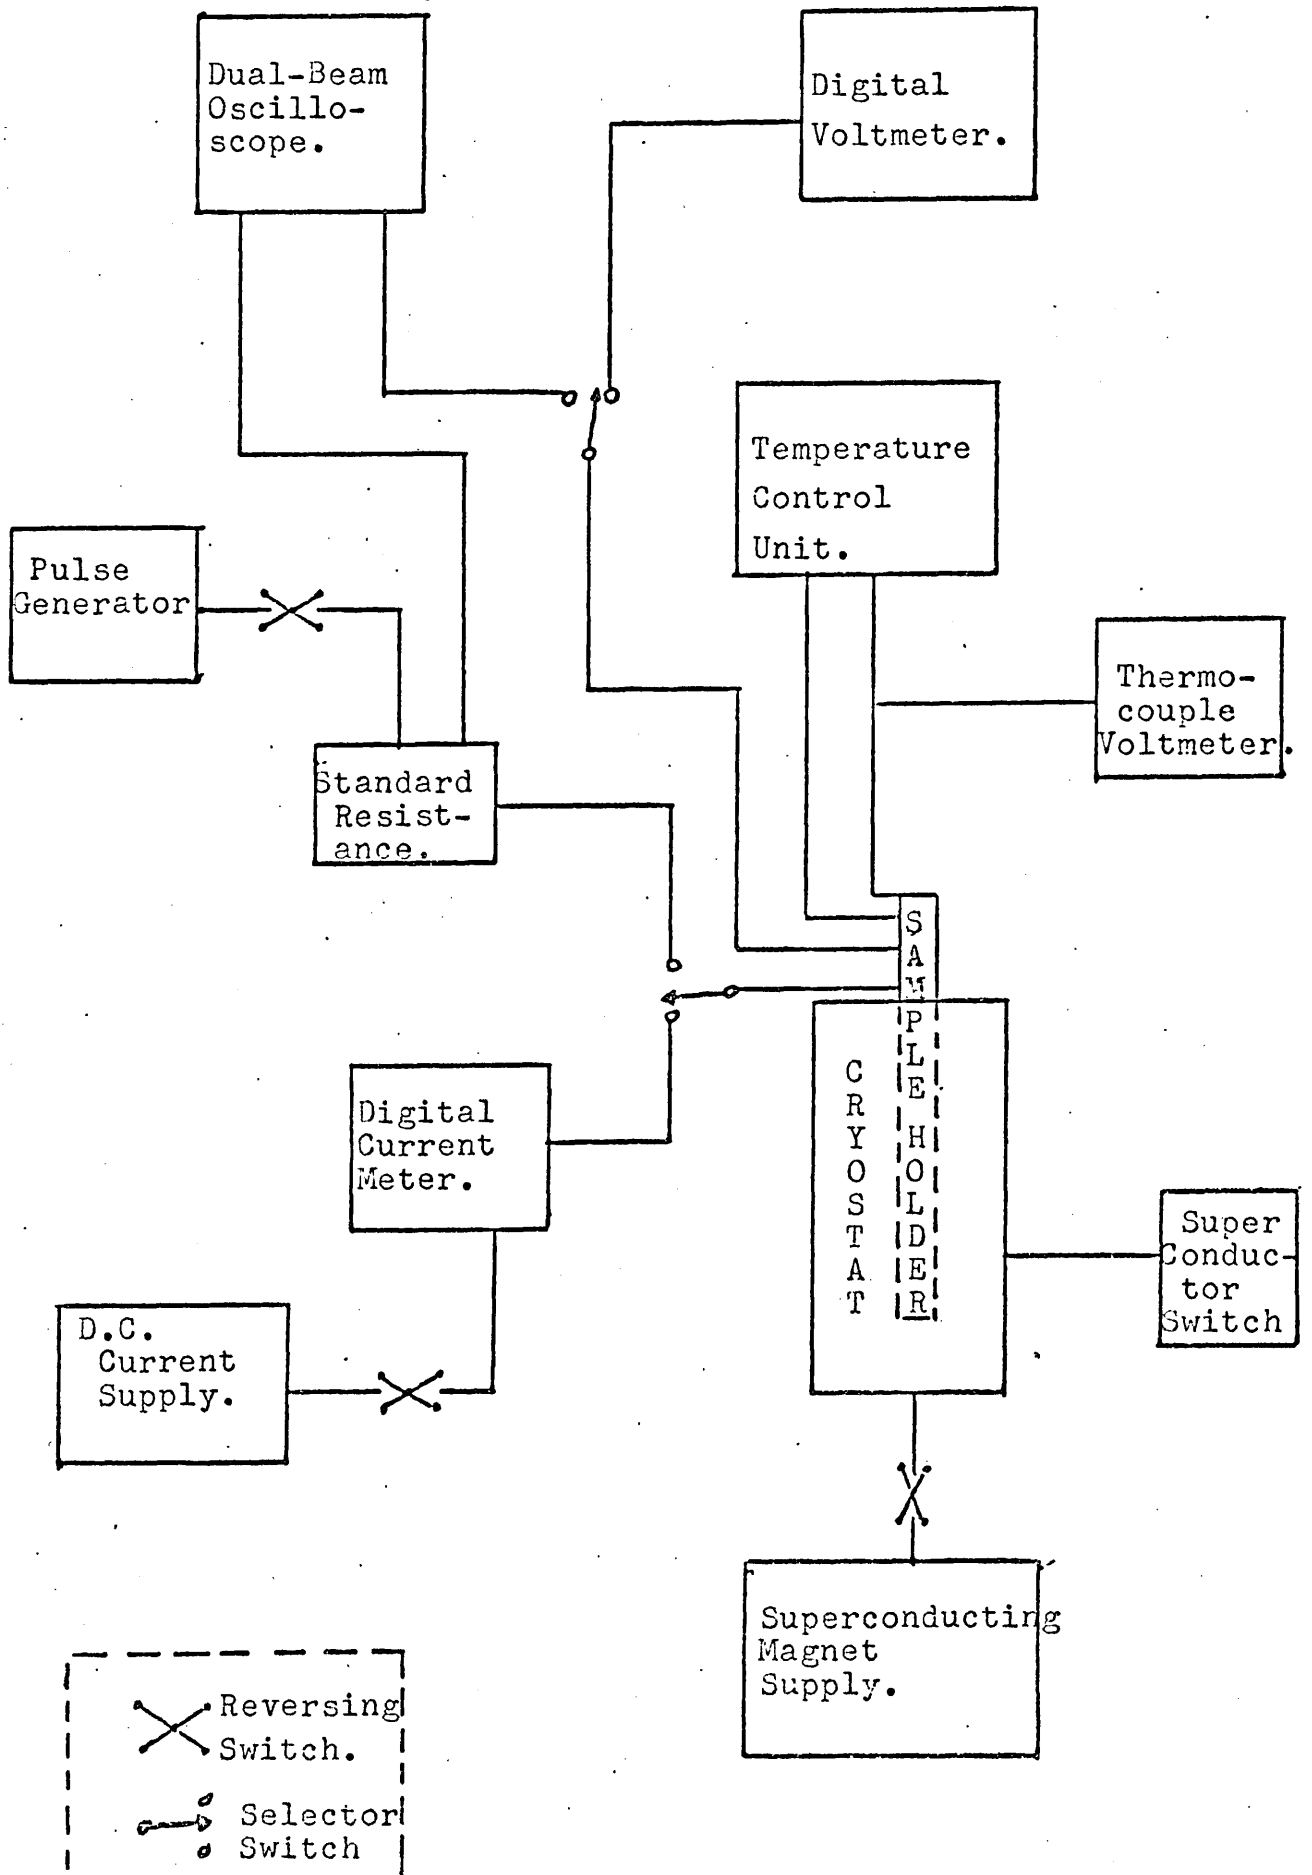 Dual-Beam
Oscillo-
scope.
Digital
Voltmeter.
Temperature
Control
Unit.
Pulse
Generator
Thermo-
couple
Voltmeter.
Standard
Resist-
ance.
SAMPLE HOLDER
CRYOSTAT
Digital
Current
Meter.
Super
Conduc-
tor
Switch
D.C.
Current
Supply.
Superconducting
Magnet
Supply.
Reversing
Switch.
Selector
Switch